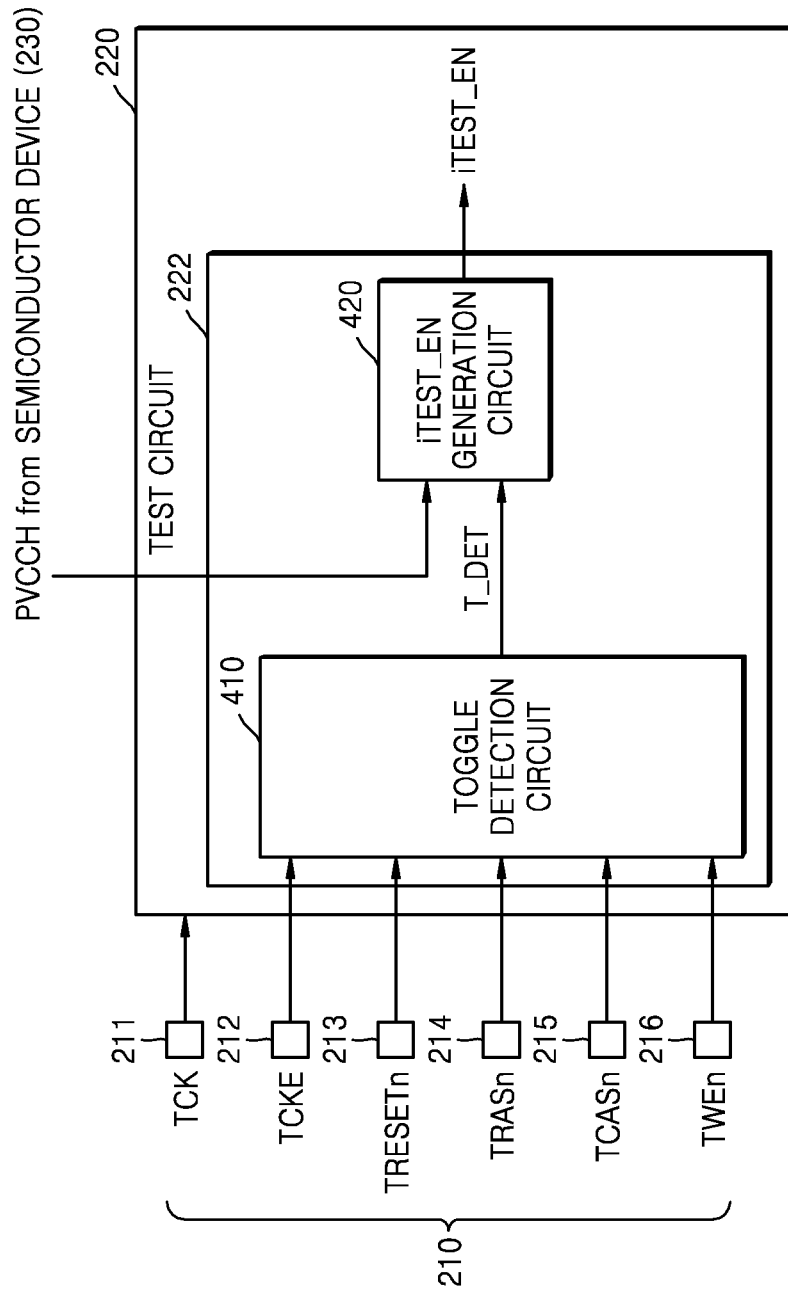 PVCCH from SEMICONDUCTOR DEVICE (230)
220
TEST CIRCUIT
222
420
iTEST_EN
GENERATION
CIRCUIT
iTEST_EN
T_DET
410
TOGGLE
DETECTION
CIRCUIT
211
TCK
212
TCKE
213
TRESETn
214
TRASn
215
TCASn
216
TWEn
210